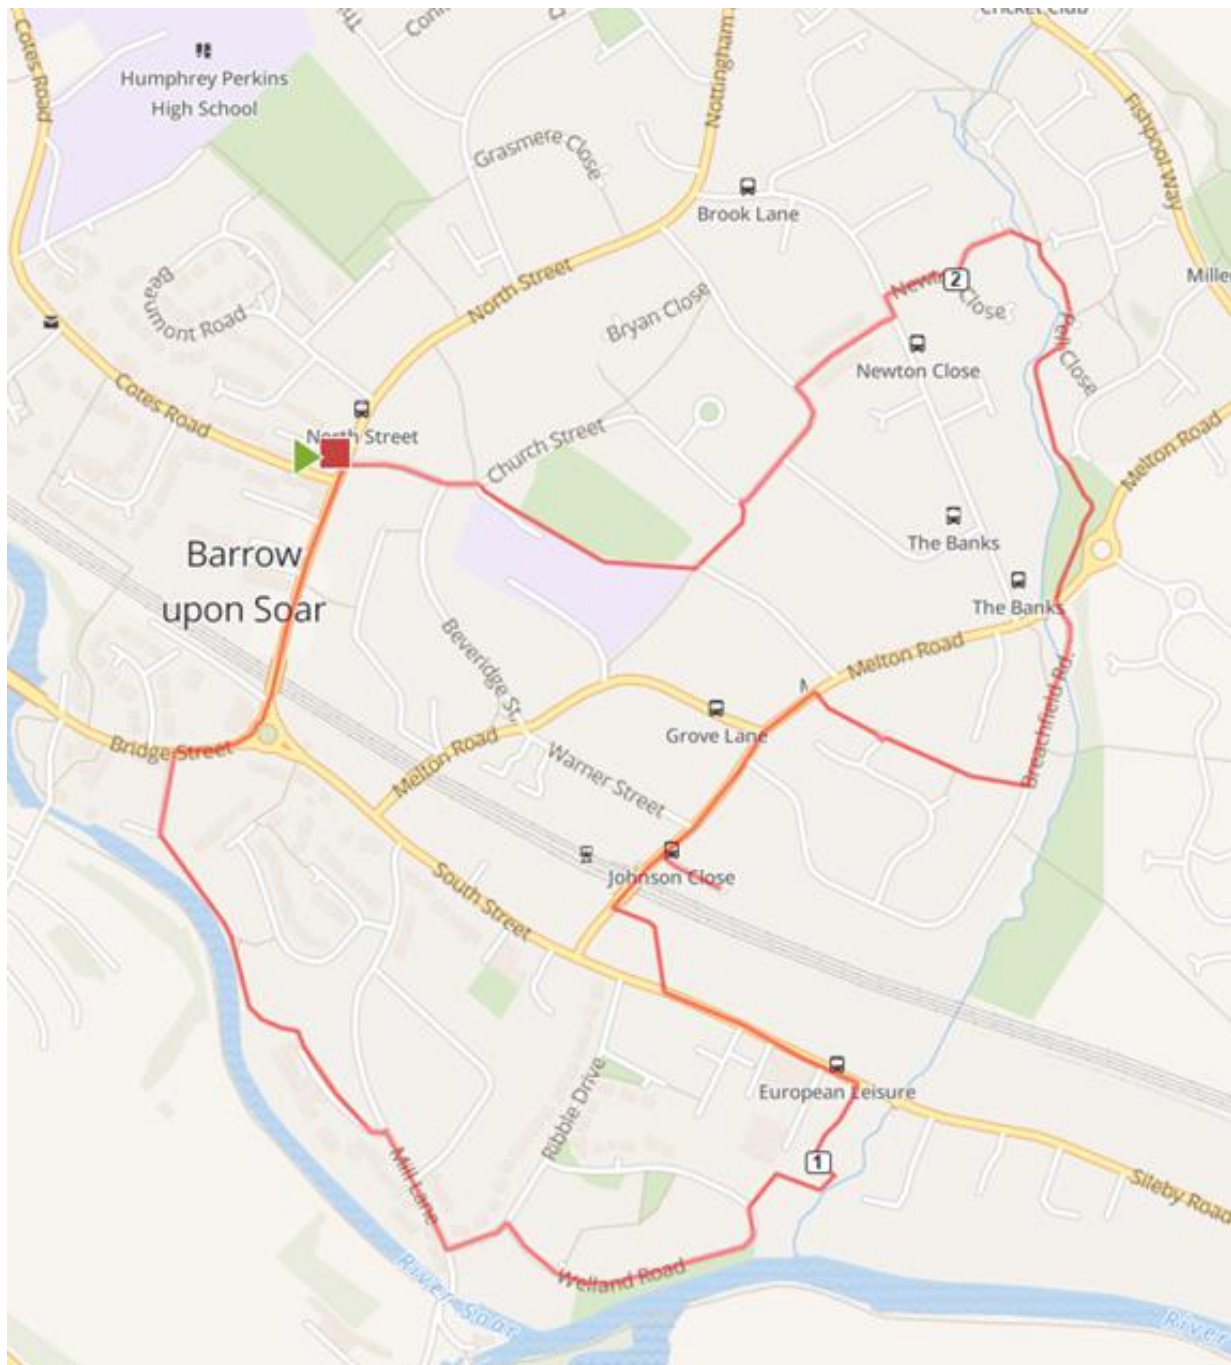 Cotes Road
Humphrey Perkins
High School
Nottingham
Cricket Club
Fishpool Way
Grasmere Close
Brook Lane
Beaumont Road
North Street
Bryan Close
Newton Close
2
Pell Close
Newton Close
Cotes Road
North Street
Church Street
Melton Road
Barrow
upon Soar
The Banks
The Banks
Beveridge St.
Melton Road
Breachfield Rd
Bridge Street
Melton Road
Grove Lane
Warner Street
Johnson Close
South Street
European Leisure
Ribble Drive
1
Mill Lane
Sileby Road
Welland Road
River Soar
River